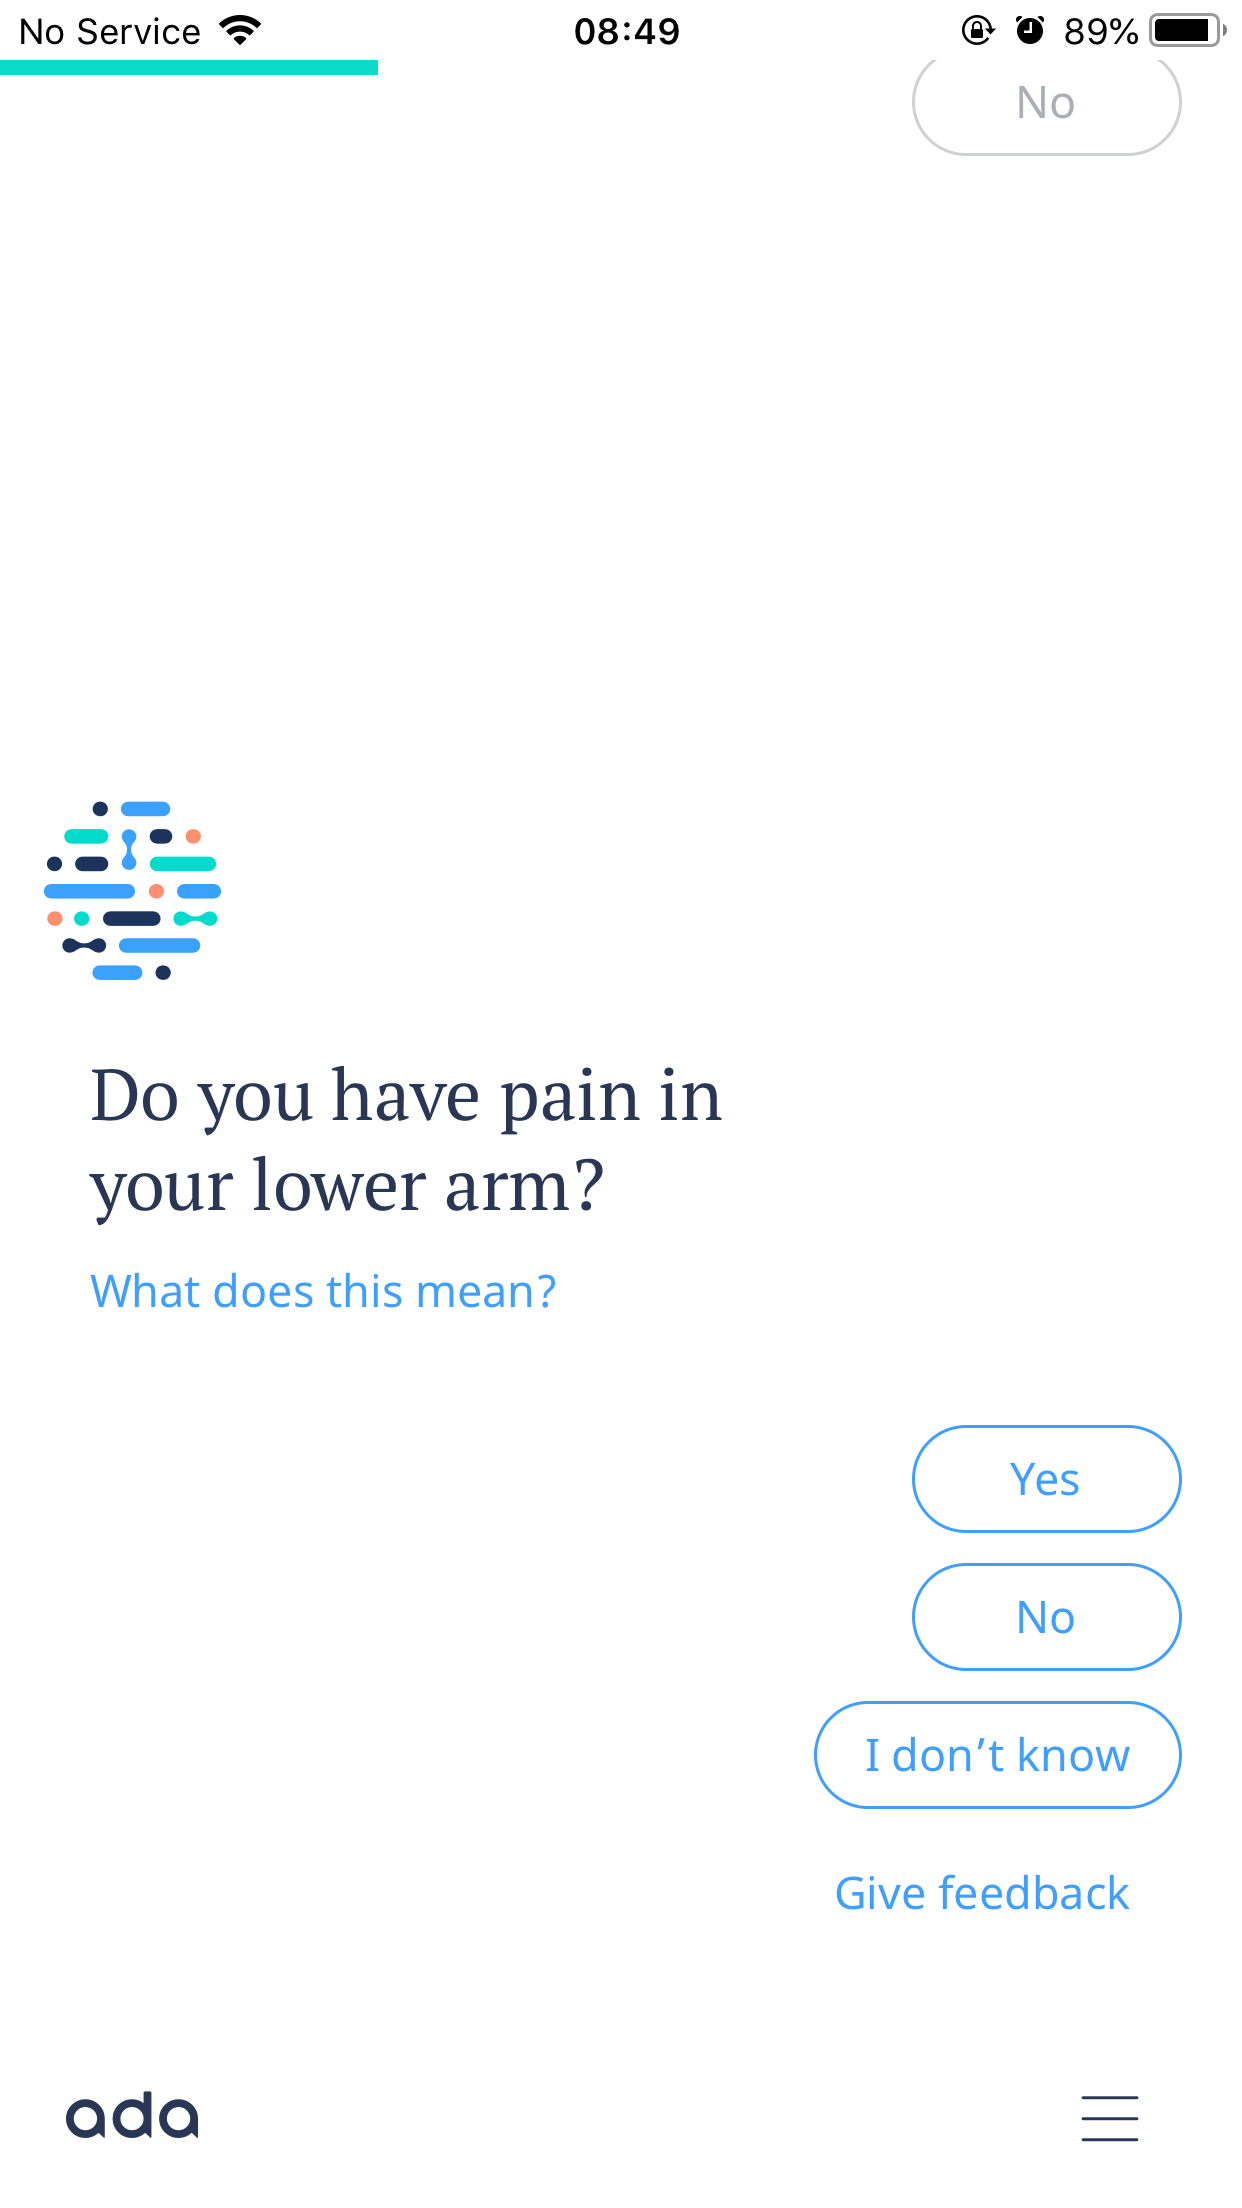 No Service 08:49 89%
No
Do you have pain in
your lower arm?
What does this mean?
Yes
No
I don’t know
Give feedback
ada